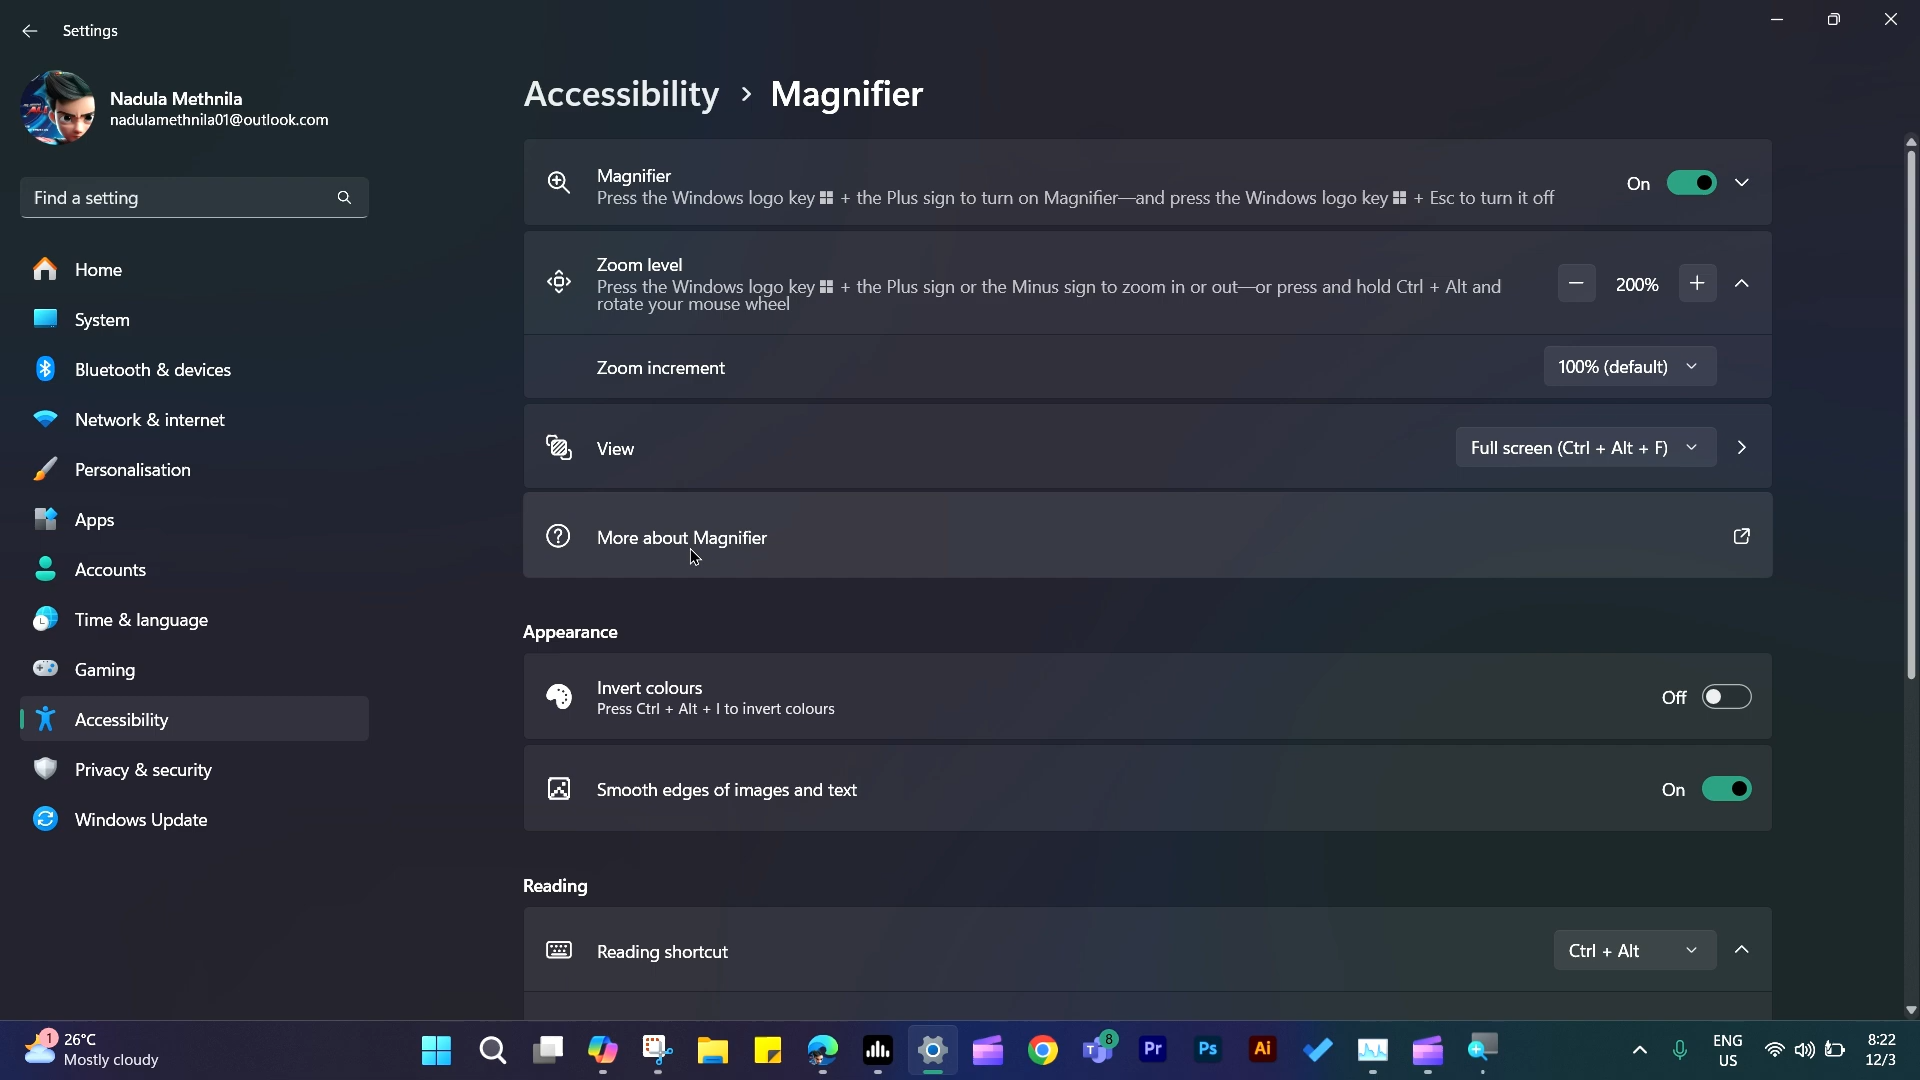 Settings
Nadula Methnila
nadulamethnila01@outlook.com
Find a setting
Home
System
Bluetooth & devices
Network & internet
Personalisation
Apps
Accounts
Time & language
Gaming
Accessibility
Privacy & security
Windows Update
Accessibility > Magnifier
Magnifier
Press the Windows logo key + the Plus sign to turn on Magnifier—and press the Windows logo key + Esc to turn it off
On
Zoom level
Press the Windows logo key + the Plus sign or the Minus sign to zoom in or out—or press and hold Ctrl + Alt and
rotate your mouse wheel
200%
Zoom increment
100% (default)
View
Full screen (Ctrl + Alt + F)
More about Magnifier
Appearance
Invert colours
Press Ctrl + Alt + I to invert colours
Off
Smooth edges of images and text
On
Reading
Reading shortcut
Ctrl + Alt
1
26°C
Mostly cloudy
8
Pr
Ps
Ai
ENG
US
8:22
12/3